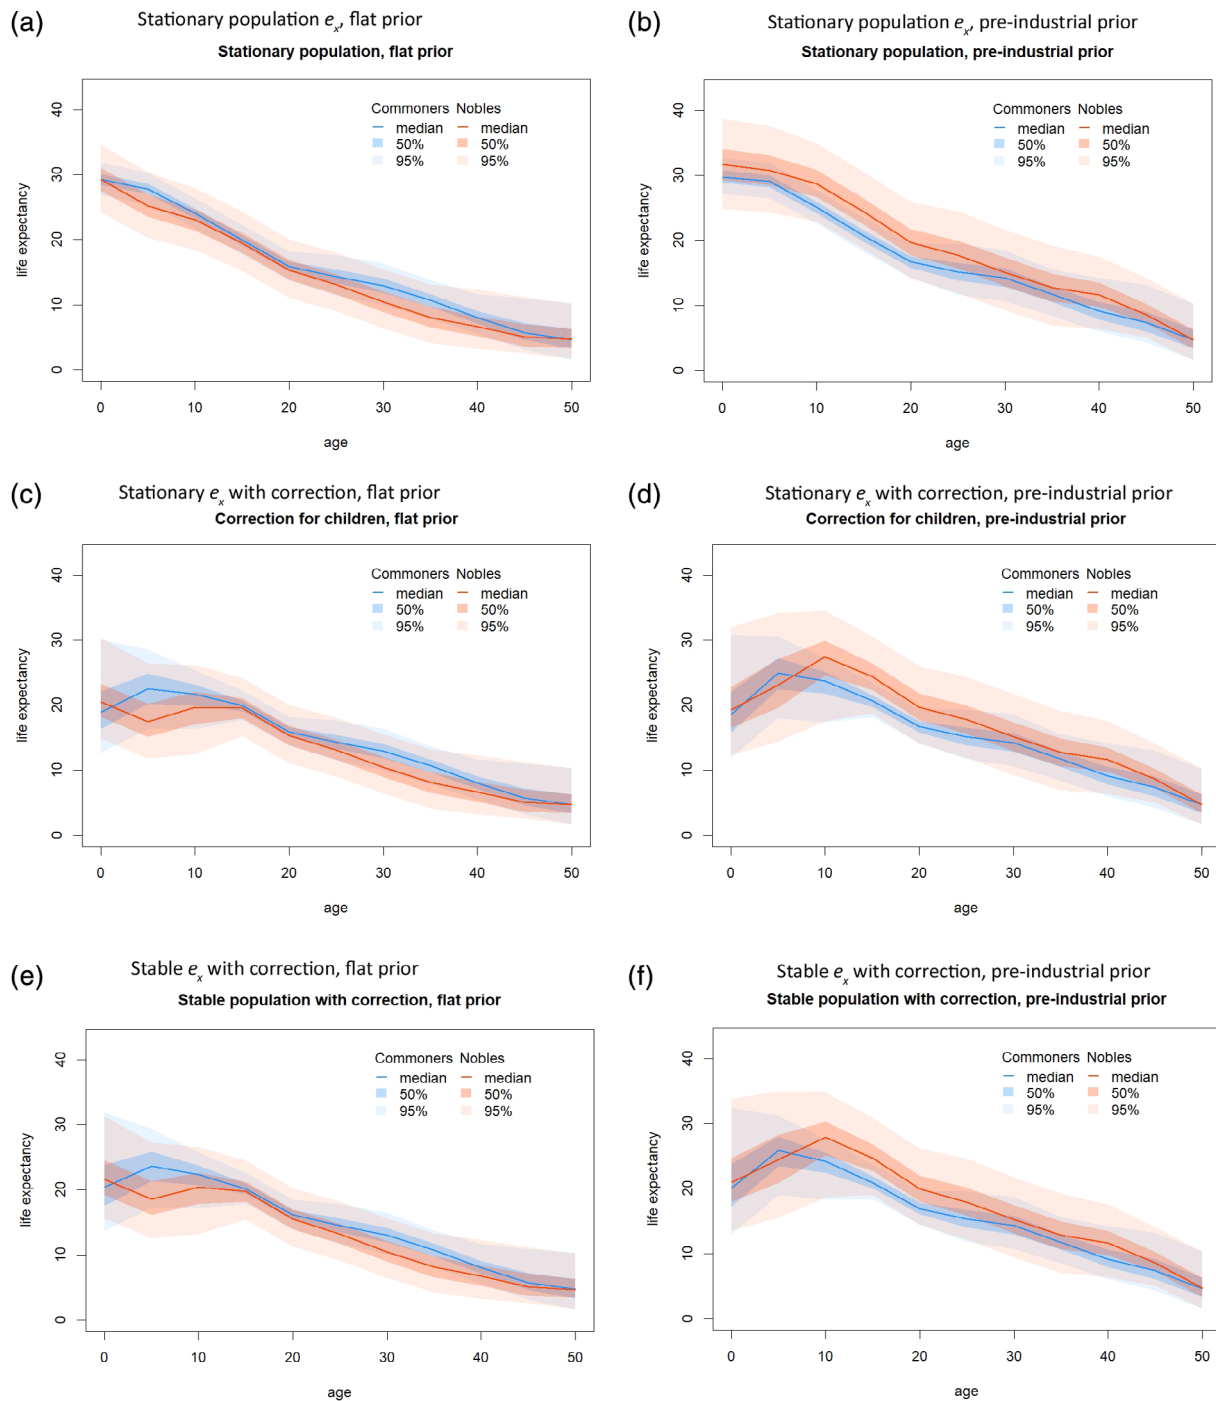 (a) Stationary population eₓ, flat prior
Stationary population, flat prior
Commoners Nobles
median median
50% 50%
95% 95%
life expectancy
40
30
20
10
0
0 10 20 30 40 50
age
(b) Stationary population eₓ, pre-industrial prior
Stationary population, pre-industrial prior
Commoners Nobles
median median
50% 50%
95% 95%
life expectancy
40
30
20
10
0
0 10 20 30 40 50
age
(c) Stationary eₓ with correction, flat prior
Correction for children, flat prior
Commoners Nobles
median median
50% 50%
95% 95%
life expectancy
40
30
20
10
0
0 10 20 30 40 50
age
(d) Stationary eₓ with correction, pre-industrial prior
Correction for children, pre-industrial prior
Commoners Nobles
median median
50% 50%
95% 95%
life expectancy
40
30
20
10
0
0 10 20 30 40 50
age
(e) Stable eₓ with correction, flat prior
Stable population with correction, flat prior
Commoners Nobles
median median
50% 50%
95% 95%
life expectancy
40
30
20
10
0
0 10 20 30 40 50
age
(f) Stable eₓ with correction, pre-industrial prior
Stable population with correction, pre-industrial prior
Commoners Nobles
median median
50% 50%
95% 95%
life expectancy
40
30
20
10
0
0 10 20 30 40 50
age